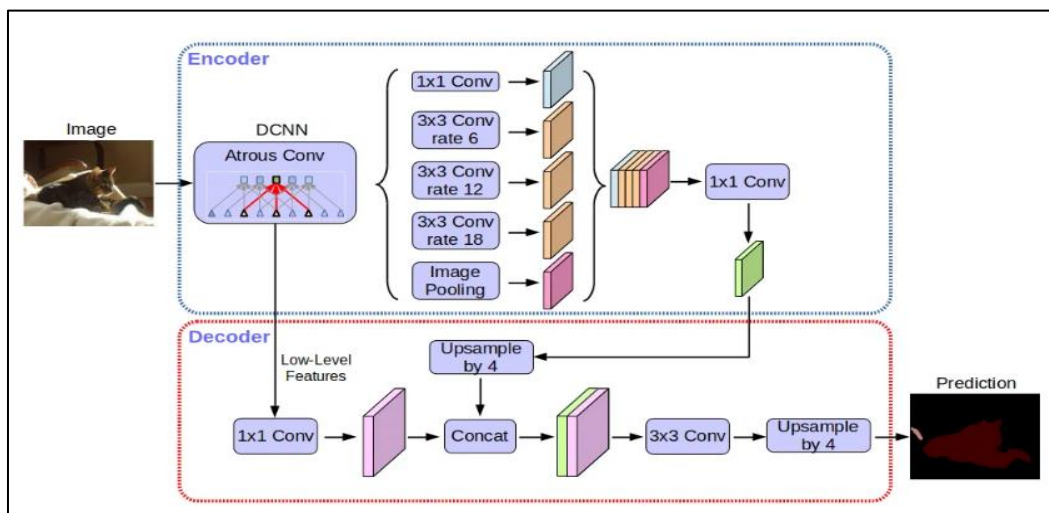 Encoder
Image
DCNN
Atrous Conv
1x1 Conv
3x3 Conv
rate 6
3x3 Conv
rate 12
3x3 Conv
rate 18
Image
Pooling
1x1 Conv
Decoder
Low-Level
Features
Upsample
by 4
1x1 Conv
Concat
3x3 Conv
Upsample
by 4
Prediction